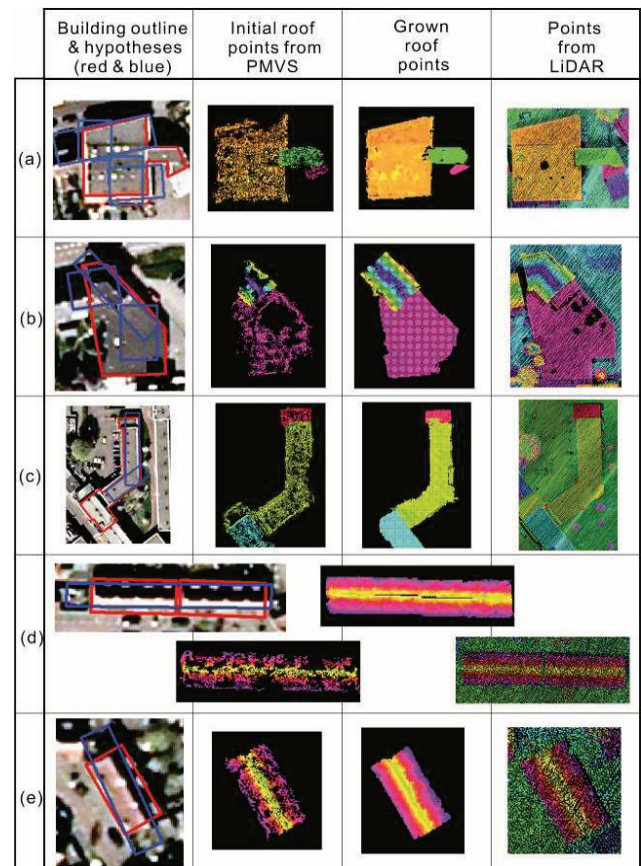 Building outline
& hypotheses
(red & blue)
Initial roof
points from
PMVS
Grown
roof
points
Points
from
LiDAR
(a)
(b)
(c)
(d)
(e)